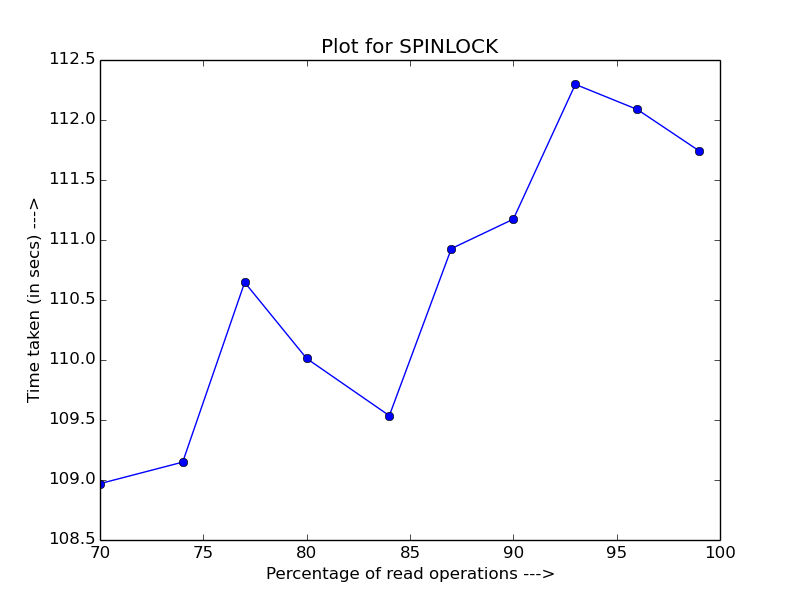 Plot for SPINLOCK
112.5
112.0
111.5
111.0
110.5
110.0
109.5
109.0
108.5
Time taken (in secs) --->
70 75 80 85 90 95 100
Percentage of read operations --->